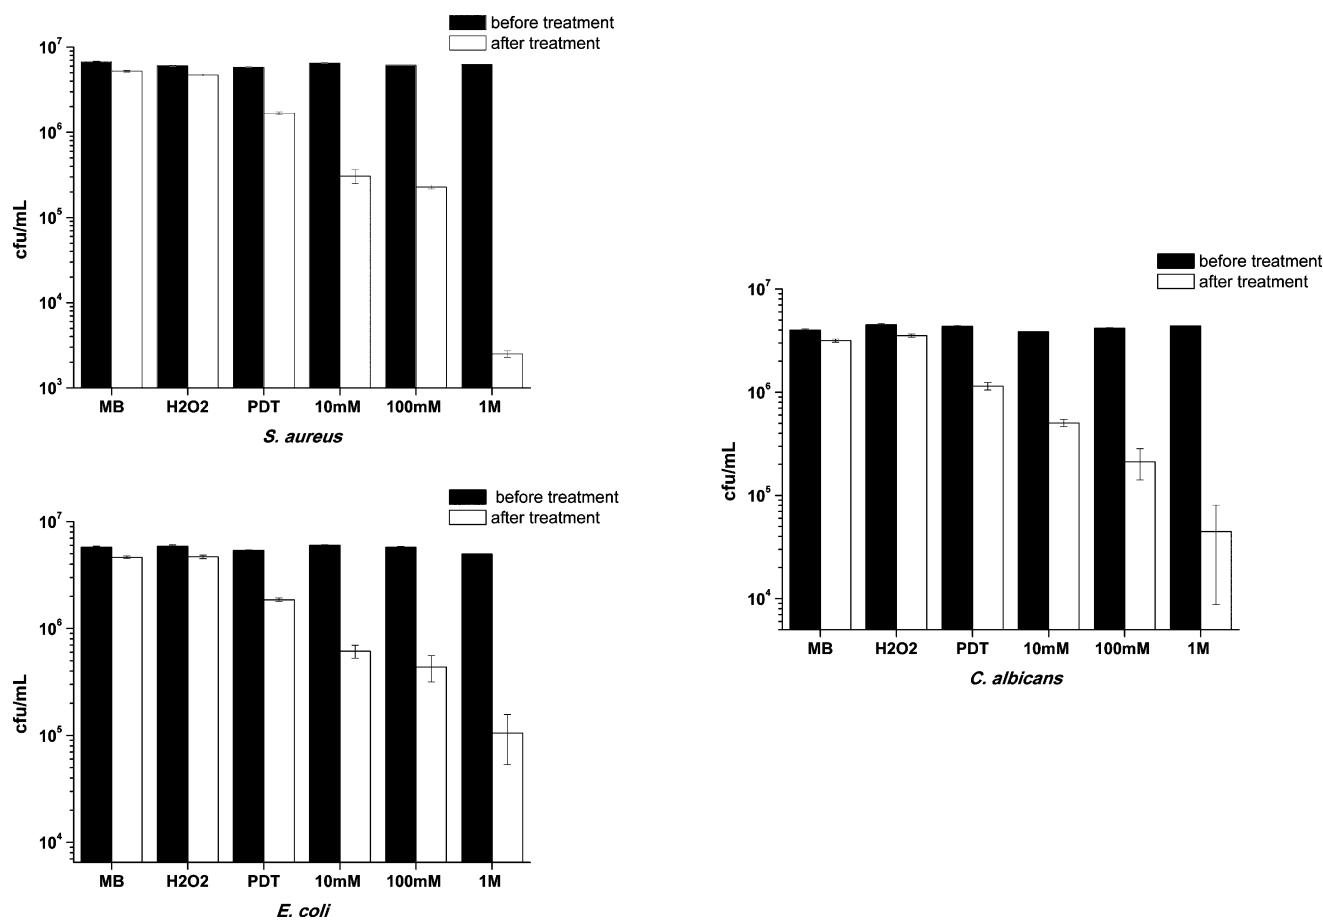 before treatment
after treatment
10^7
10^6
10^5
10^4
10^3
cfu/mL
MB H2O2 PDT 10mM 100mM 1M
S. aureus
before treatment
after treatment
10^7
10^6
10^5
10^4
cfu/mL
MB H2O2 PDT 10mM 100mM 1M
E. coli
before treatment
after treatment
10^7
10^6
10^5
10^4
cfu/mL
MB H2O2 PDT 10mM 100mM 1M
C. albicans